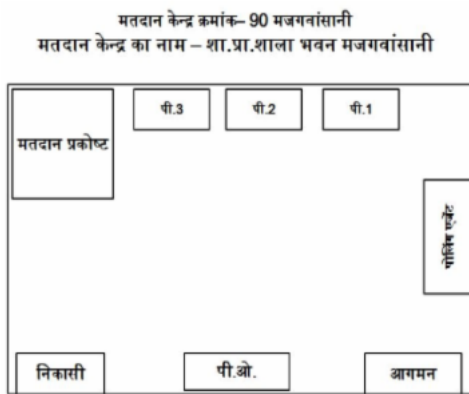 मतदान केन्द्र क्रमांक– 90 मजगवांसानी
मतदान केन्द्र का नाम – शा.प्रा.शाला भवन मजगवांसानी
पी.3
पी.2
पी.1
मतदान प्रकोष्ट
पोलिंग एजेंट
निकासी
पी.ओ.
आगमन